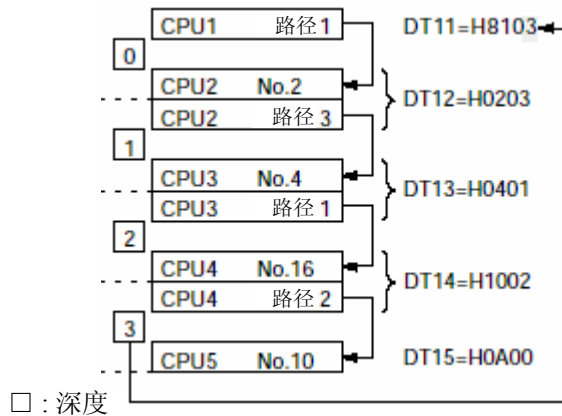 CPU1 路径 1 DT11=H8103
0
CPU2 No.2
DT12=H0203
CPU2 路径 3
1
CPU3 No.4
DT13=H0401
CPU3 路径 1
2
CPU4 No.16
DT14=H1002
CPU4 路径 2
3
CPU5 No.10 DT15=H0A00
□ : 深度